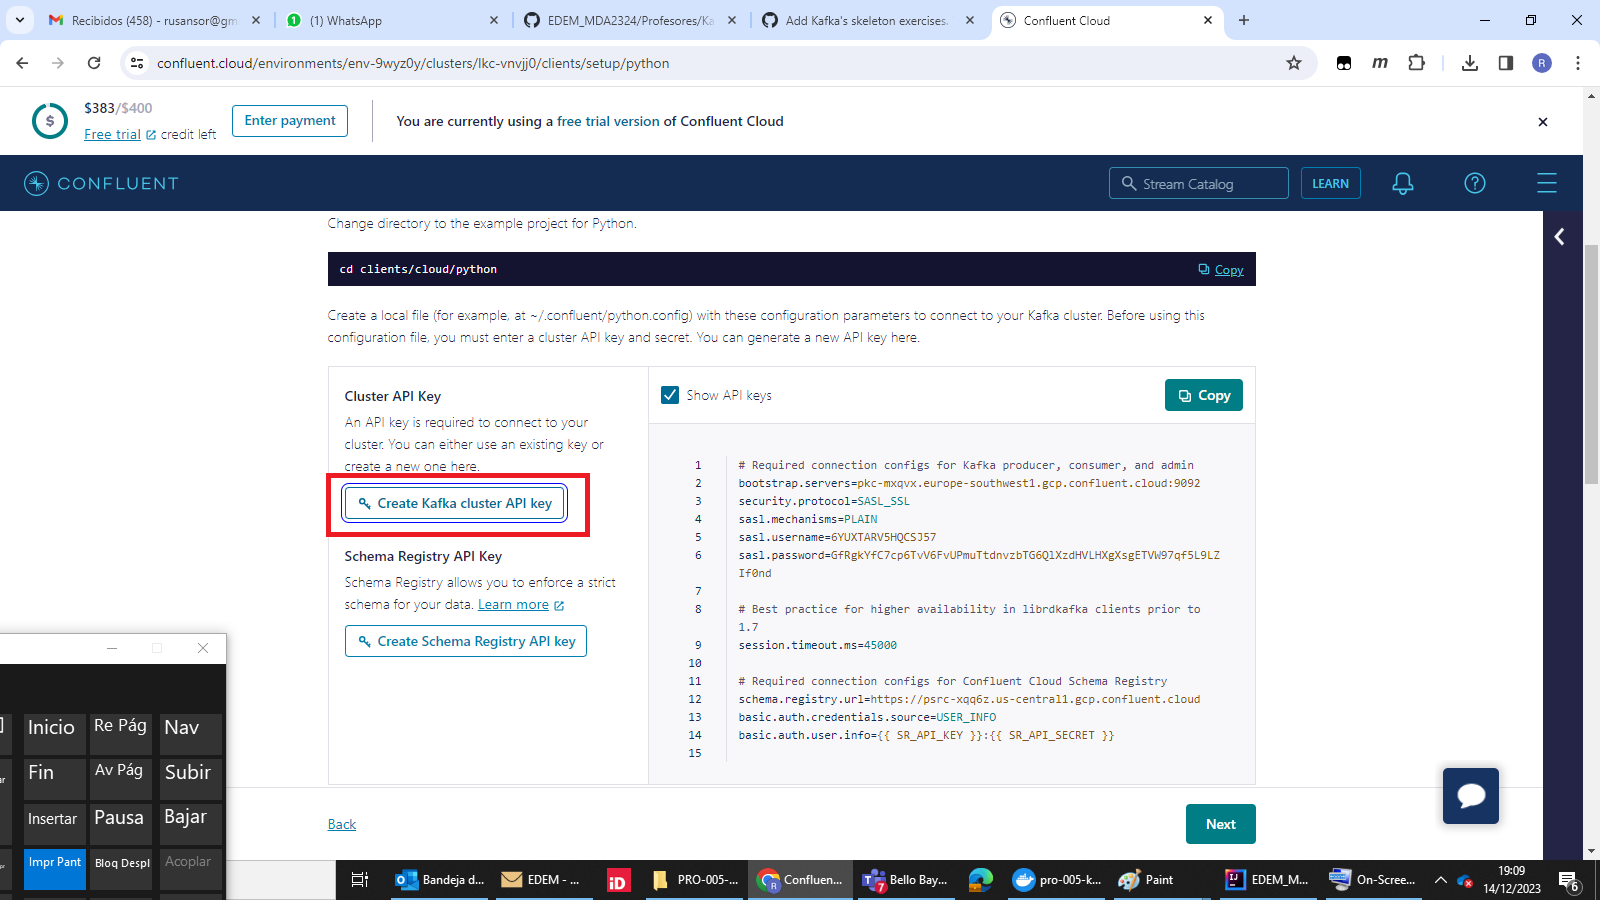 Recibidos (458) - rusansor@gm
(1) WhatsApp
EDEM_MDA2324/Profesores/Ka
Add Kafka's skeleton exercises.
Confluent Cloud
confluent.cloud/environments/env-9wyz0y/clusters/lkc-vnvjj0/clients/setup/python
R
$383/$400
Free trial credit left
Enter payment
You are currently using a free trial version of Confluent Cloud
CONFLUENT
Stream Catalog
LEARN
Change directory to the example project for Python.
cd clients/cloud/python
Copy
Create a local file (for example, at ~/.confluent/python.config) with these configuration parameters to connect to your Kafka cluster. Before using this
configuration file, you must enter a cluster API key and secret. You can generate a new API key here.
Cluster API Key
An API key is required to connect to your
cluster. You can either use an existing key or
create a new one here.
Create Kafka cluster API key
Schema Registry API Key
Schema Registry allows you to enforce a strict
schema for your data. Learn more
Create Schema Registry API key
Show API keys
Copy
1 # Required connection configs for Kafka producer, consumer, and admin
2 bootstrap.servers=pkc-mxqvx.europe-southwest1.gcp.confluent.cloud:9092
3 security.protocol=SASL_SSL
4 sasl.mechanisms=PLAIN
5 sasl.username=6YUXTARV5HQCSJ57
6 sasl.password=GfRgkYfC7cp6TvV6FvUPmuTtdnvzbTG6QlXzdHVLHXgXsgETVW97qf5L9LZ
If0nd
7
8 # Best practice for higher availability in librdkafka clients prior to
1.7
9 session.timeout.ms=45000
10
11 # Required connection configs for Confluent Cloud Schema Registry
12 schema.registry.url=https://psrc-xqq6z.us-central1.gcp.confluent.cloud
13 basic.auth.credentials.source=USER_INFO
14 basic.auth.user.info={{ SR_API_KEY }}:{{ SR_API_SECRET }}
15
Back
Next
Inicio Re Pág Nav
Fin Av Pág Subir
Insertar Pausa Bajar
Impr Pant Bloq Despl Acoplar
Bandeja d...
EDEM - ...
iD
PRO-005-...
Confluen...
7
Bello Bay...
pro-005-k...
Paint
EDEM_M...
On-Scree...
19:09
14/12/2023
6